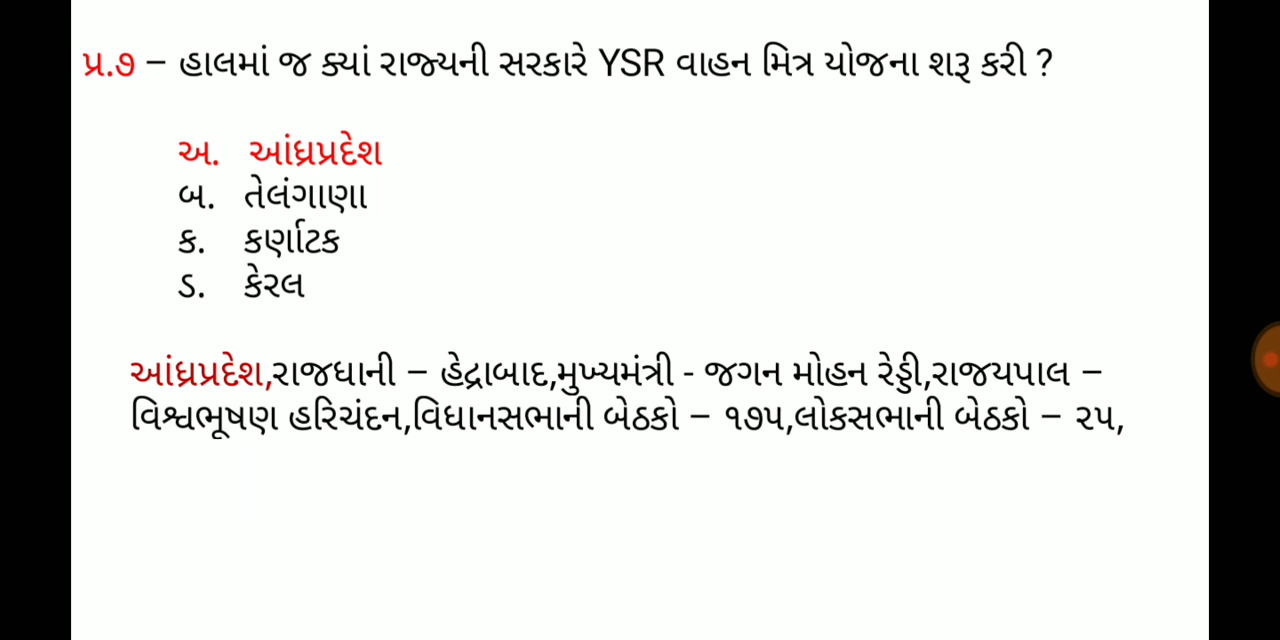 પ્ર.૭ – હાલમાં જ ક્યાં રાજ્યની સરકારે YSR વાહન મિત્ર યોજના શરૂ કરી ?
અ. આંધ્રપ્રદેશ
બ. તેલંગાણા
ક. કર્ણાટક
ડ. કેરલ
આંધ્રપ્રદેશ,રાજધાની – હેદ્રાબાદ,મુખ્યમંત્રી - જગન મોહન રેડ્ડી,રાજયપાલ –
વિશ્વભૂષણ હરિચંદન,વિધાનસભાની બેઠકો – ૧૭૫,લોકસભાની બેઠકો – ૨૫,